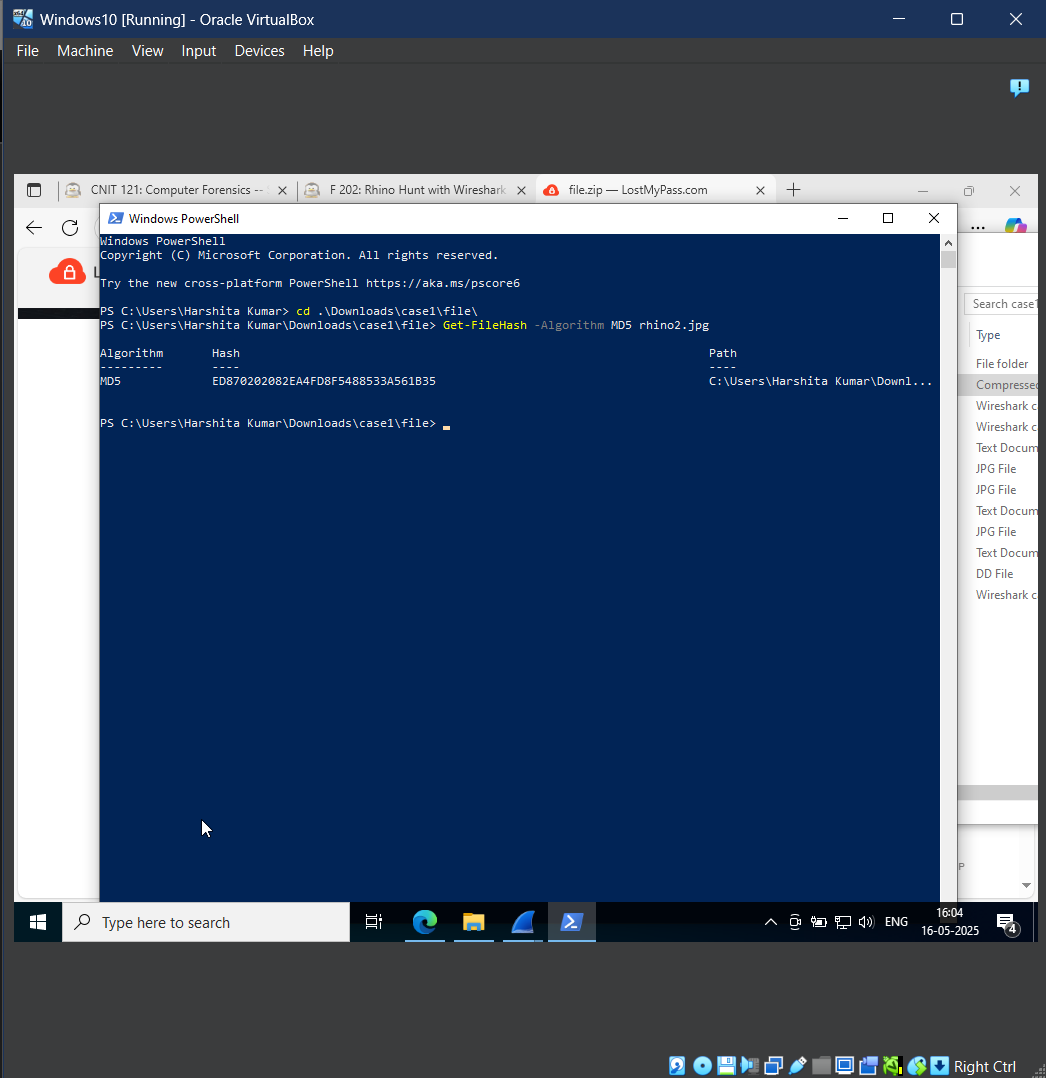 Windows10 [Running] - Oracle VirtualBox
File Machine View Input Devices Help
CNIT 121: Computer Forensics --
F 202: Rhino Hunt with Wireshark
file.zip — LostMyPass.com
Windows PowerShell
Windows PowerShell
Copyright (C) Microsoft Corporation. All rights reserved.
Try the new cross-platform PowerShell https://aka.ms/pscore6
PS C:\Users\Harshita Kumar> cd .\Downloads\case1\file\
PS C:\Users\Harshita Kumar\Downloads\case1\file> Get-FileHash -Algorithm MD5 rhino2.jpg
Algorithm Hash Path
--------- ---- ----
MD5 ED870202082EA4FD8F5488533A561B35 C:\Users\Harshita Kumar\Downl...
PS C:\Users\Harshita Kumar\Downloads\case1\file>
Search case1
Type
File folder
Compressed
Wireshark c
Wireshark c
Text Docum
JPG File
JPG File
Text Docum
JPG File
Text Docum
DD File
Wireshark c
Type here to search
ENG
16:04
16-05-2025
4
Right Ctrl